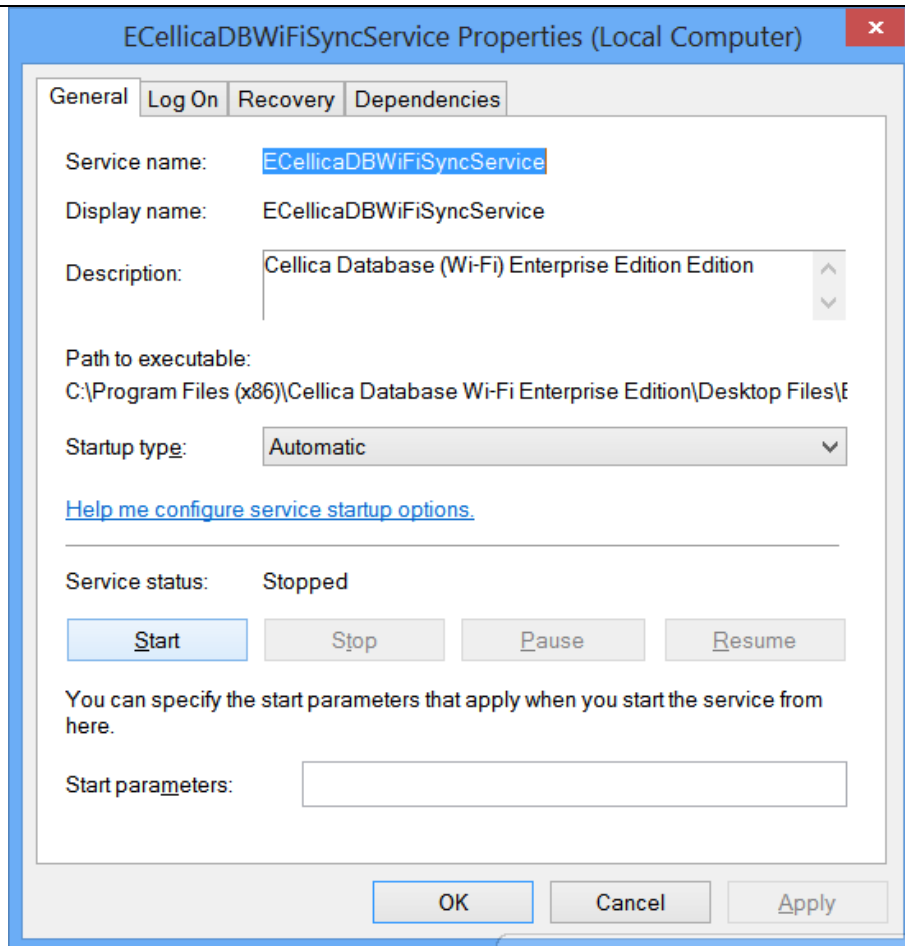 ECellicaDBWiFiSyncService Properties (Local Computer)
x
General Log On Recovery Dependencies
Service name: ECellicaDBWiFiSyncService
Display name: ECellicaDBWiFiSyncService
Description: Cellica Database (Wi-Fi) Enterprise Edition Edition
Path to executable:
C:\Program Files (x86)\Cellica Database Wi-Fi Enterprise Edition\Desktop Files\E
Startup type: Automatic
Help me configure service startup options.
Service status: Stopped
Start Stop Pause Resume
You can specify the start parameters that apply when you start the service from
here.
Start parameters:
OK Cancel Apply